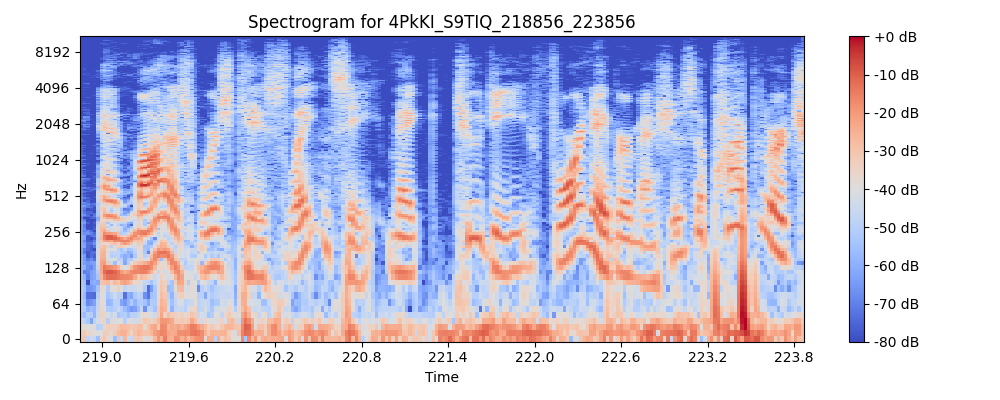 Spectrogram for 4PkKI_S9TIQ_218856_223856
8192
4096
2048
1024
512
256
128
64
0
Hz
219.0 219.6 220.2 220.8 221.4 222.0 222.6 223.2 223.8
Time
+0 dB
-10 dB
-20 dB
-30 dB
-40 dB
-50 dB
-60 dB
-70 dB
-80 dB